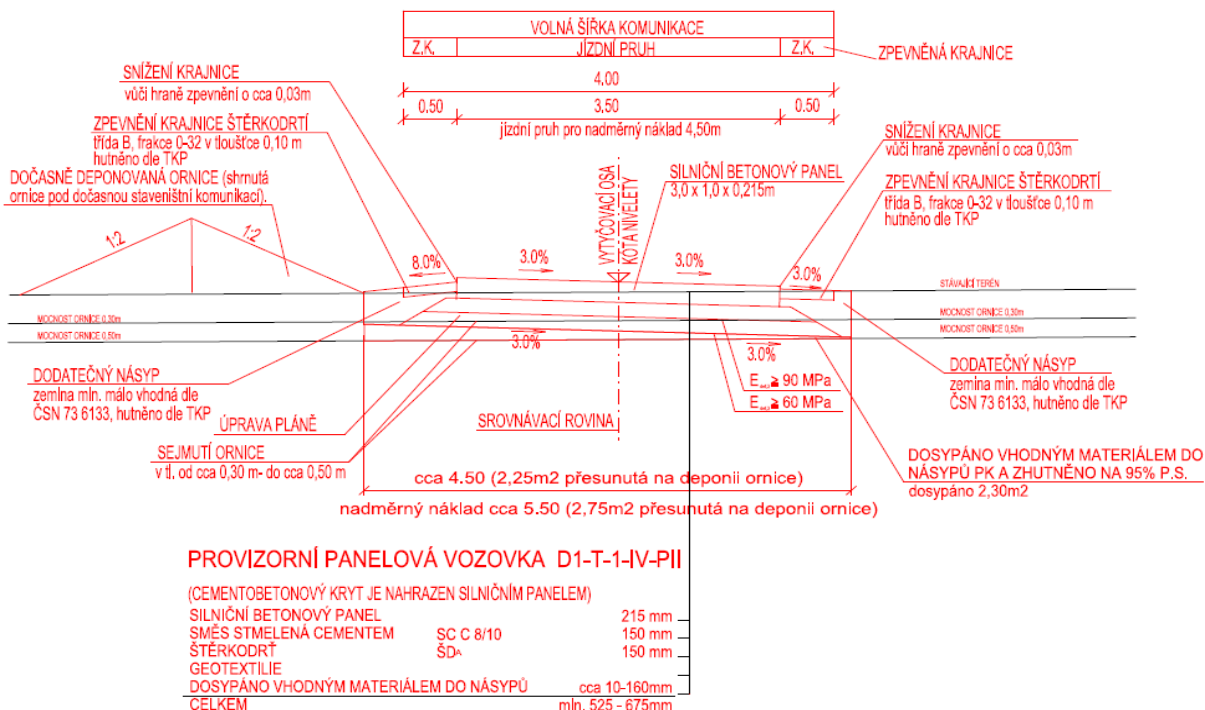 VOLNÁ ŠÍŘKA KOMUNIKACE
Z.K. JÍZDNÍ PRUH Z.K.
ZPEVNĚNÁ KRAJNICE
4,00
0.50 3,50 0.50
jízdní pruh pro nadměrný náklad 4,50m
SNÍŽENÍ KRAJNICE
vůči hraně zpevnění o cca 0,03m
ZPEVNĚNÍ KRAJNICE ŠTĚRKODRTÍ
třída B, frakce 0-32 v tloušťce 0,10 m
hutněno dle TKP
DOČASNĚ DEPONOVANÁ ORNICE (shrnutá
ornice pod dočasnou staveništní komunikací).
1:2 1:2
VYTYČOVACÍ OSA
KÓTA NIVELETY
SILNIČNÍ BETONOVÝ PANEL
3,0 x 1,0 x 0,215m
SNÍŽENÍ KRAJNICE
vůči hraně zpevnění o cca 0,03m
ZPEVNĚNÍ KRAJNICE ŠTĚRKODRTÍ
třída B, frakce 0-32 v tloušťce 0,10 m
hutněno dle TKP
8.0% 3.0% 3.0% 3.0%
STÁVAJÍCÍ TERÉN
MOCNOST ORNICE 0,30m
MOCNOST ORNICE 0,50m
MOCNOST ORNICE 0,30m
MOCNOST ORNICE 0,50m
3.0% 3.0%
DODATEČNÝ NÁSYP
zemina min. málo vhodná dle
ČSN 73 6133, hutněno dle TKP
ÚPRAVA PLÁNĚ
SEJMUTÍ ORNICE
v tl. od cca 0,30 m- do cca 0,50 m
SROVNÁVACÍ ROVINA
≧ 90 MPa
≧ 60 MPa
DODATEČNÝ NÁSYP
zemina min. málo vhodná dle
ČSN 73 6133, hutněno dle TKP
DOSYPÁNO VHODNÝM MATERIÁLEM DO
NÁSYPŮ PK A ZHUTNĚNO NA 95% P.S.
dosypáno 2,30m2
cca 4.50 (2,25m2 přesunutá na deponii ornice)
nadměrný náklad cca 5.50 (2,75m2 přesunutá na deponii ornice)
PROVIZORNÍ PANELOVÁ VOZOVKA D1-T-1-IV-PII
(CEMENTOBETONOVÝ KRYT JE NAHRAZEN SILNIČNÍM PANELEM)
SILNIČNÍ BETONOVÝ PANEL 215 mm
SMĚS STMELENÁ CEMENTEM SC C 8/10 150 mm
ŠTĚRKODRŤ ŠDA 150 mm
GEOTEXTILIE
DOSYPÁNO VHODNÝM MATERIÁLEM DO NÁSYPŮ cca 10-160mm
CELKEM min. 525 - 675mm